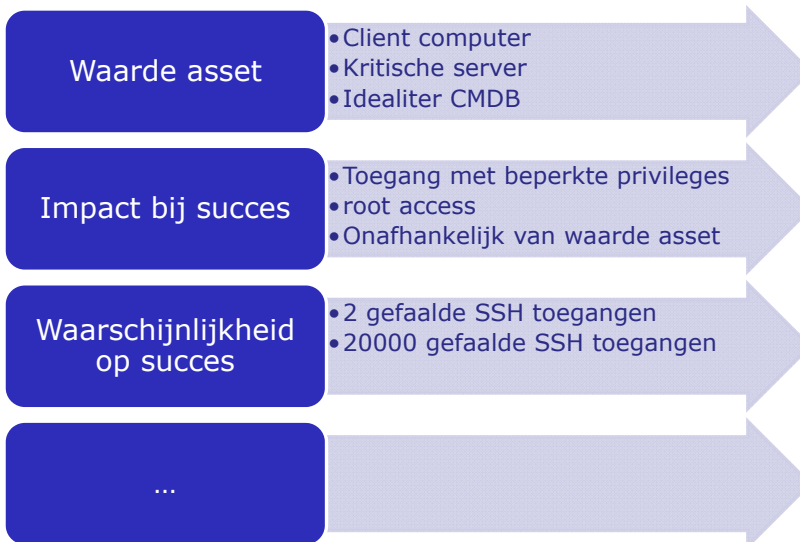 Waarde asset
•Client computer
•Kritische server
•Idealiter CMDB
Impact bij succes
•Toegang met beperkte privileges
•root access
•Onafhankelijk van waarde asset
Waarschijnlijkheid
op succes
•2 gefaalde SSH toegangen
•20000 gefaalde SSH toegangen
…